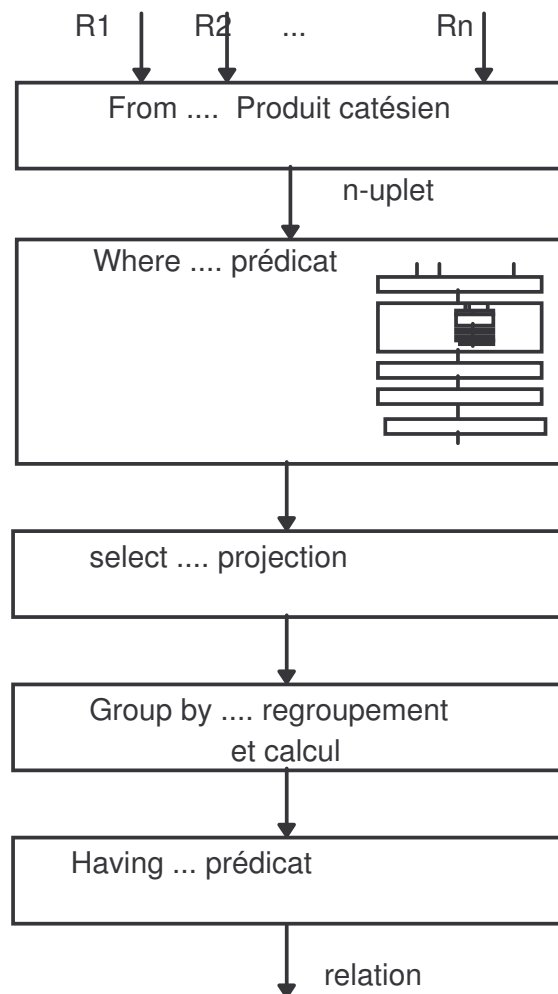 R1 R2 ... Rn
From .... Produit catésien
n-uplet
Where .... prédicat
select .... projection
Group by .... regroupement
et calcul
Having ... prédicat
relation